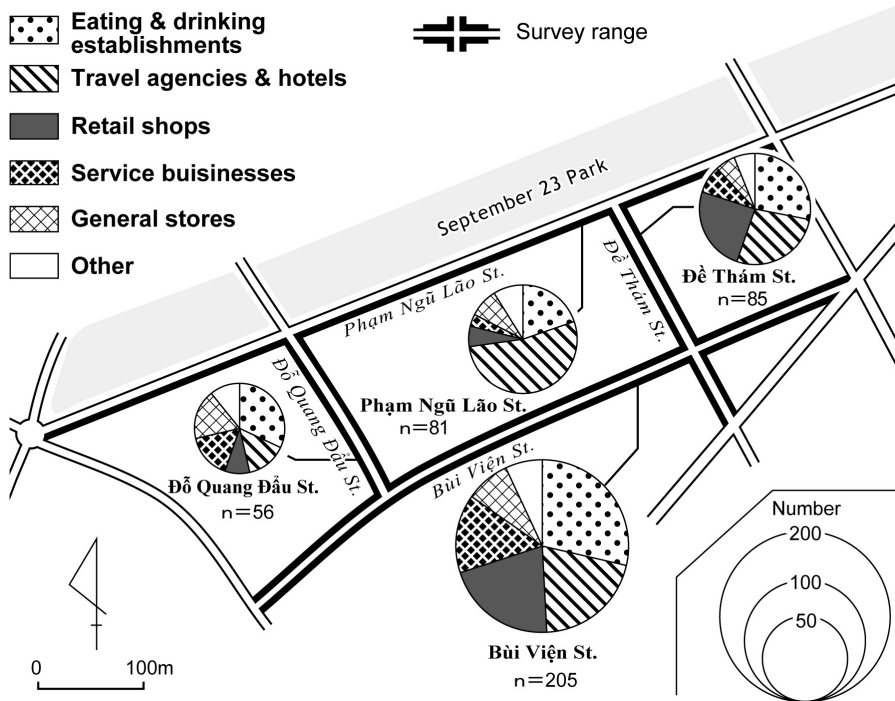 Eating & drinking
establishments
Travel agencies & hotels
Retail shops
Service buisinesses
General stores
Other
Survey range
September 23 Park
Phạm Ngũ Lão St.
Đề Thám St.
Đề Thám St.
n=85
Đỗ Quang Đẩu St.
Phạm Ngũ Lão St.
n=81
Đỗ Quang Đẩu St.
n=56
Bùi Viện St.
Bùi Viện St.
n=205
Number
200
100
50
0 100m